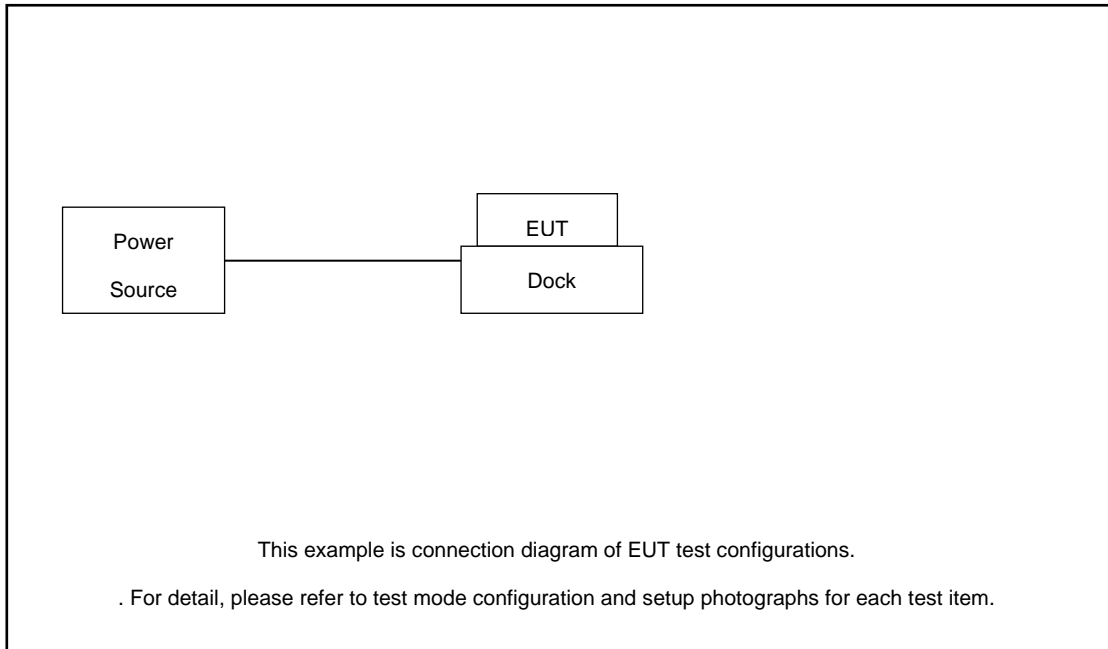 Power
Source
EUT
Dock
This example is connection diagram of EUT test configurations.
. For detail, please refer to test mode configuration and setup photographs for each test item.